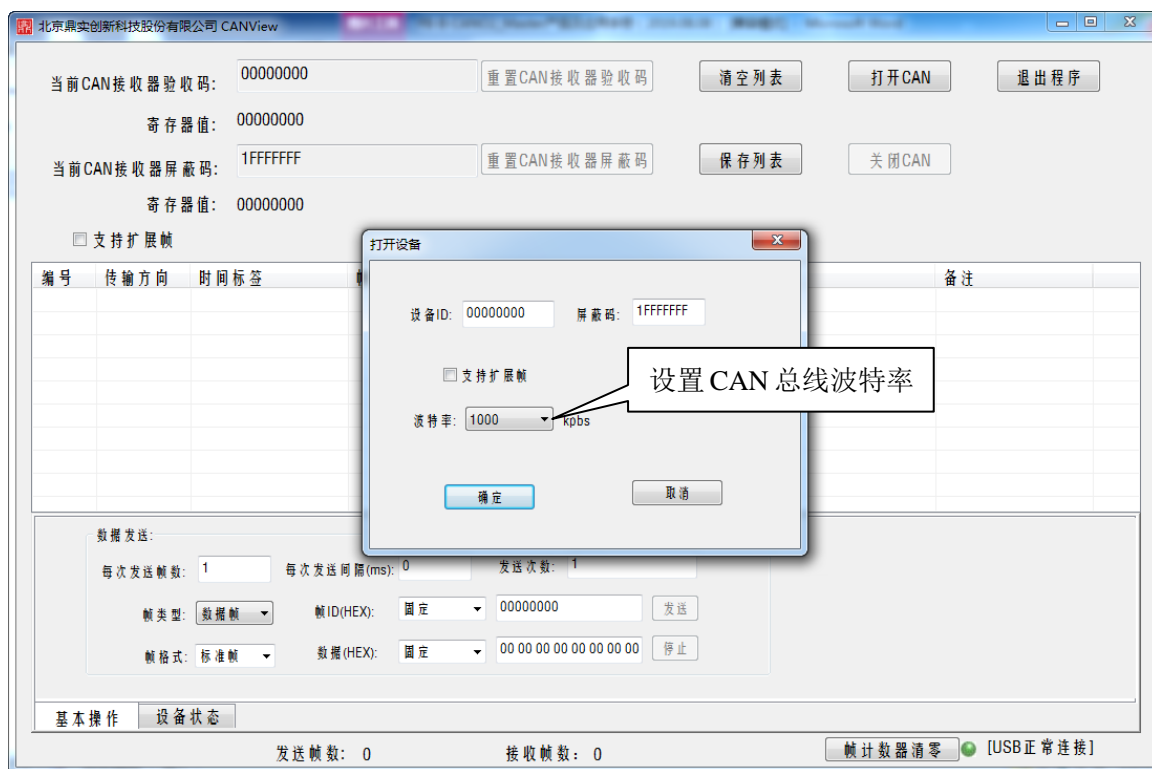 北京鼎实创新科技股份有限公司 CANView
当前CAN接收器验收码: 00000000 重置CAN接收器验收码 清空列表 打开CAN 退出程序
寄存器值: 00000000
当前CAN接收器屏蔽码: 1FFFFFFF 重置CAN接收器屏蔽码 保存列表 关闭CAN
寄存器值: 00000000
支持扩展帧
编号 传输方向 时间标签 备注
打开设备
设备ID: 00000000 屏蔽码: 1FFFFFFF
支持扩展帧
设置 CAN 总线波特率
波特率: 1000 kpbs
确定 取消
数据发送:
每次发送帧数: 1 每次发送间隔(ms): 0 发送次数: 1
帧类型: 数据帧 帧ID(HEX): 固定 00000000 发送
帧格式: 标准帧 数据(HEX): 固定 00 00 00 00 00 00 00 00 停止
基本操作 设备状态
发送帧数: 0 接收帧数: 0 帧计数器清零 [USB正常连接]